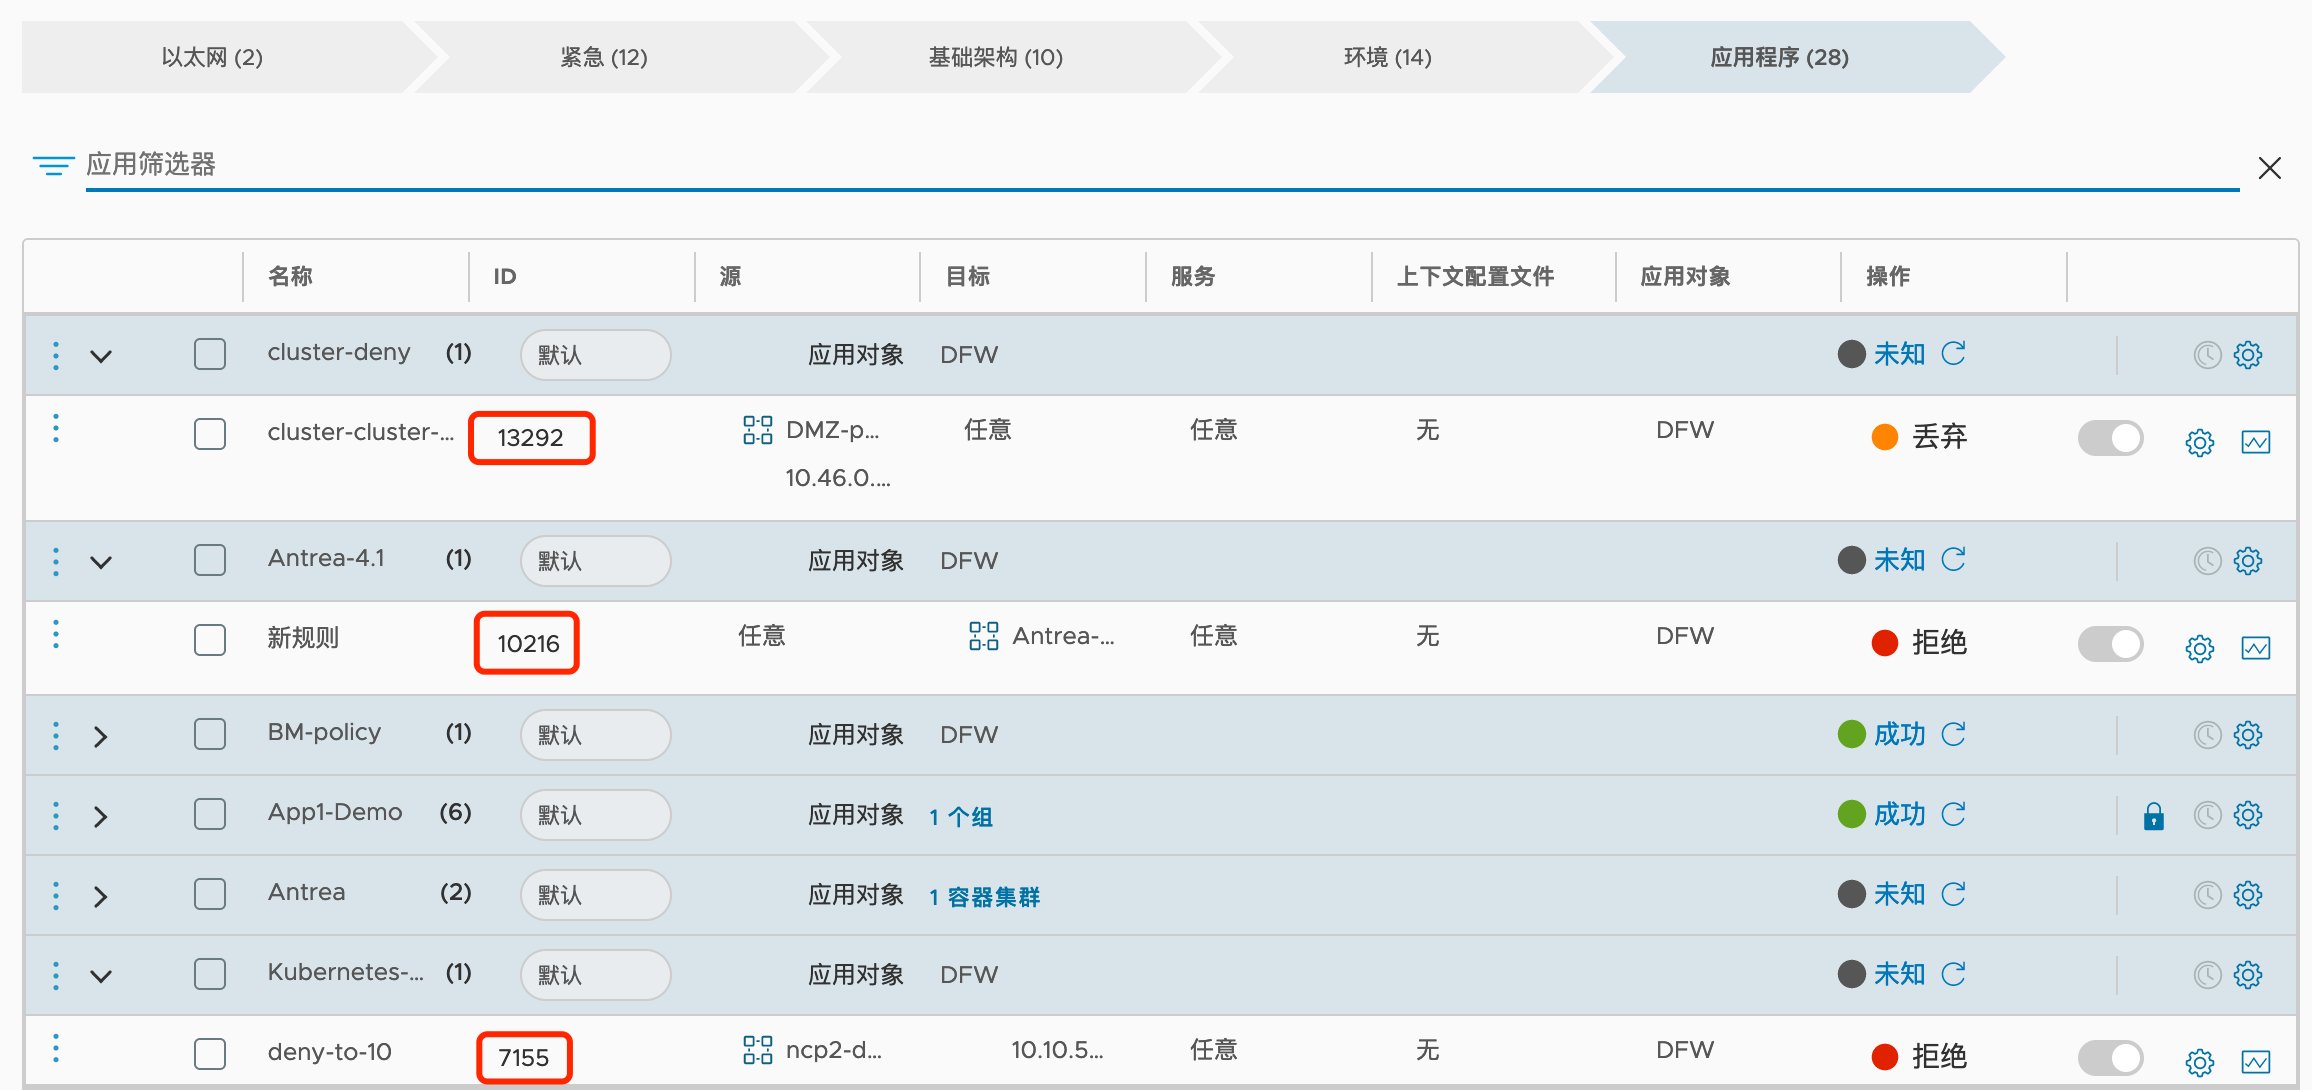 以太网 (2) 紧急 (12) 基础架构 (10) 环境 (14) 应用程序 (28)
应用筛选器
名称 ID 源 目标 服务 上下文配置文件 应用对象 操作
cluster-deny (1) 默认 应用对象 DFW 未知
cluster-cluster-... 13292 DMZ-p... 任意 任意 无 DFW 丢弃
10.46.0....
Antrea-4.1 (1) 默认 应用对象 DFW 未知
新规则 10216 任意 Antrea-... 任意 无 DFW 拒绝
BM-policy (1) 默认 应用对象 DFW 成功
App1-Demo (6) 默认 应用对象 1 个组 成功
Antrea (2) 默认 应用对象 1 容器集群 未知
Kubernetes-... (1) 默认 应用对象 DFW 未知
deny-to-10 7155 ncp2-d... 10.10.5... 任意 无 DFW 拒绝